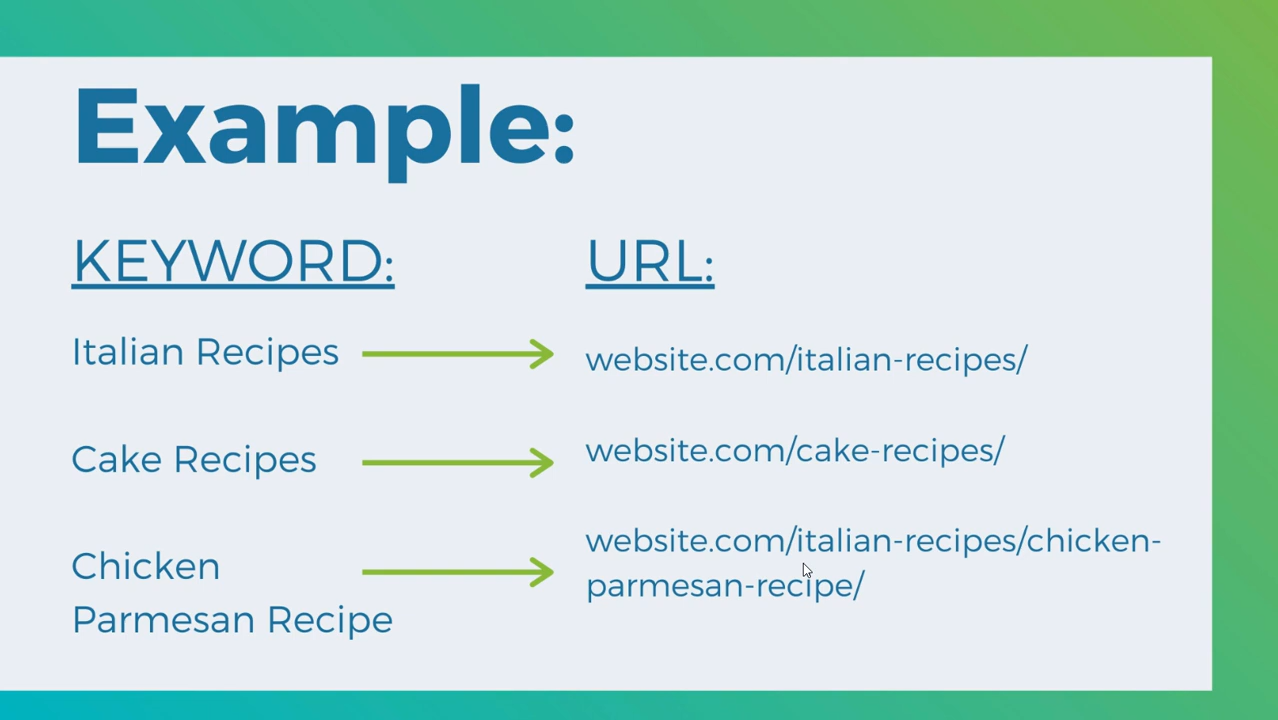 Example:
KEYWORD:
URL:
Italian Recipes
website.com/italian-recipes/
Cake Recipes
website.com/cake-recipes/
Chicken
Parmesan Recipe
website.com/italian-recipes/chicken-
parmesan-recipe/